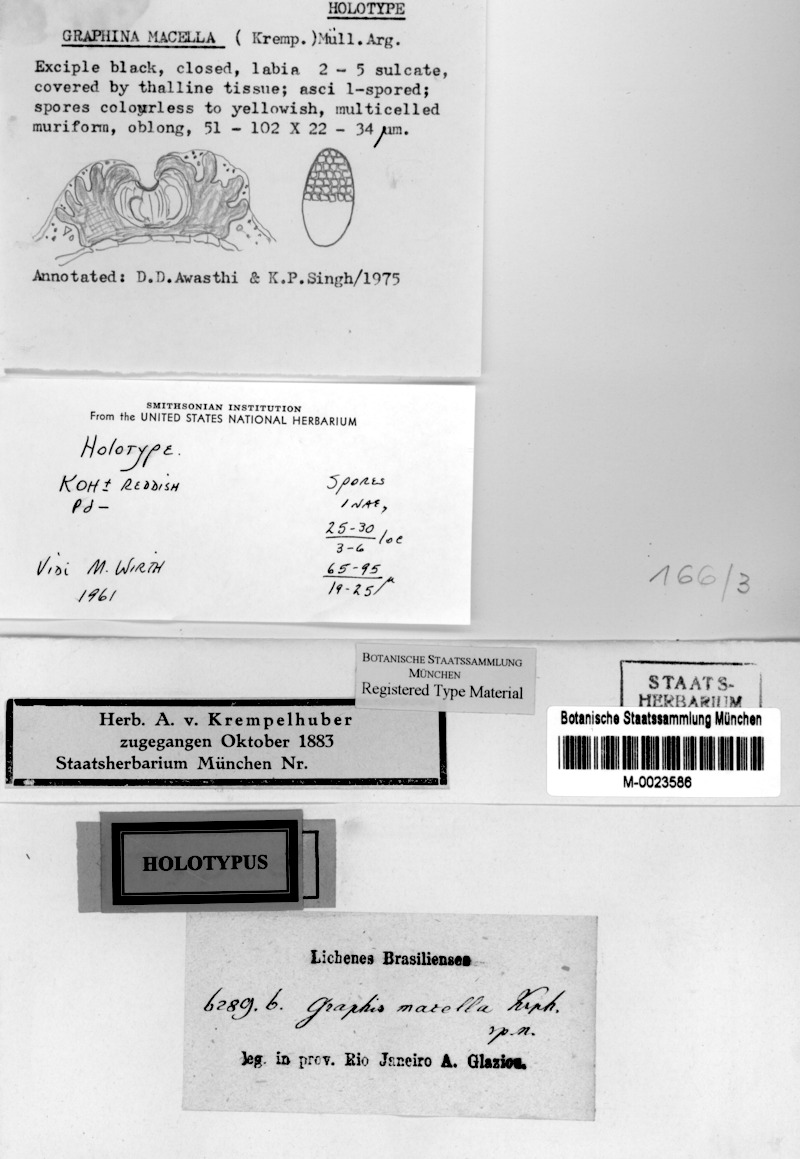 HOLOTYPE
GRAPHINA MACELLA ( Kremp.)Müll.Arg.
Exciple black, closed, labia 2 - 5 sulcate,
covered by thalline tissue; asci 1-spored;
spores colourless to yellowish, multicelled
muriform, oblong, 51 - 102 X 22 - 34 µm.
Annotated: D.D.Awasthi & K.P.Singh/1975
SMITHSONIAN INSTITUTION
From the UNITED STATES NATIONAL HERBARIUM
Holotype.
KOH± REDDISH
Pd-
Vidi M. Wirth
1961
Spores
25-30
3-6 /oc
65-95
19-25/µ
166/3
BOTANISCHE STAATSSAMMLUNG
MÜNCHEN
Registered Type Material
STAATS-
HERBARIUM
Herb. A. v. Krempelhuber
zugegangen Oktober 1883
Staatsherbarium München Nr.
Botanische Staatssammlung München
M-0023586
HOLOTYPUS
Lichenes Brasilienses
6289. b. Graphis macella Krph.
sp. n.
leg. in prov. Rio Janeiro A. Glaziou.